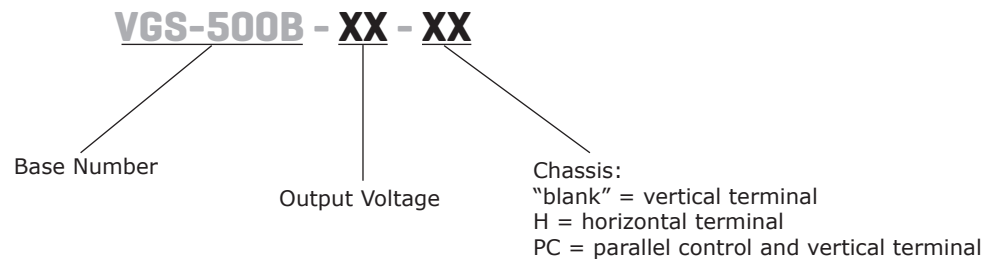 VGS-500B - XX - XX
Base Number
Output Voltage
Chassis:
“blank” = vertical terminal
H = horizontal terminal
PC = parallel control and vertical terminal